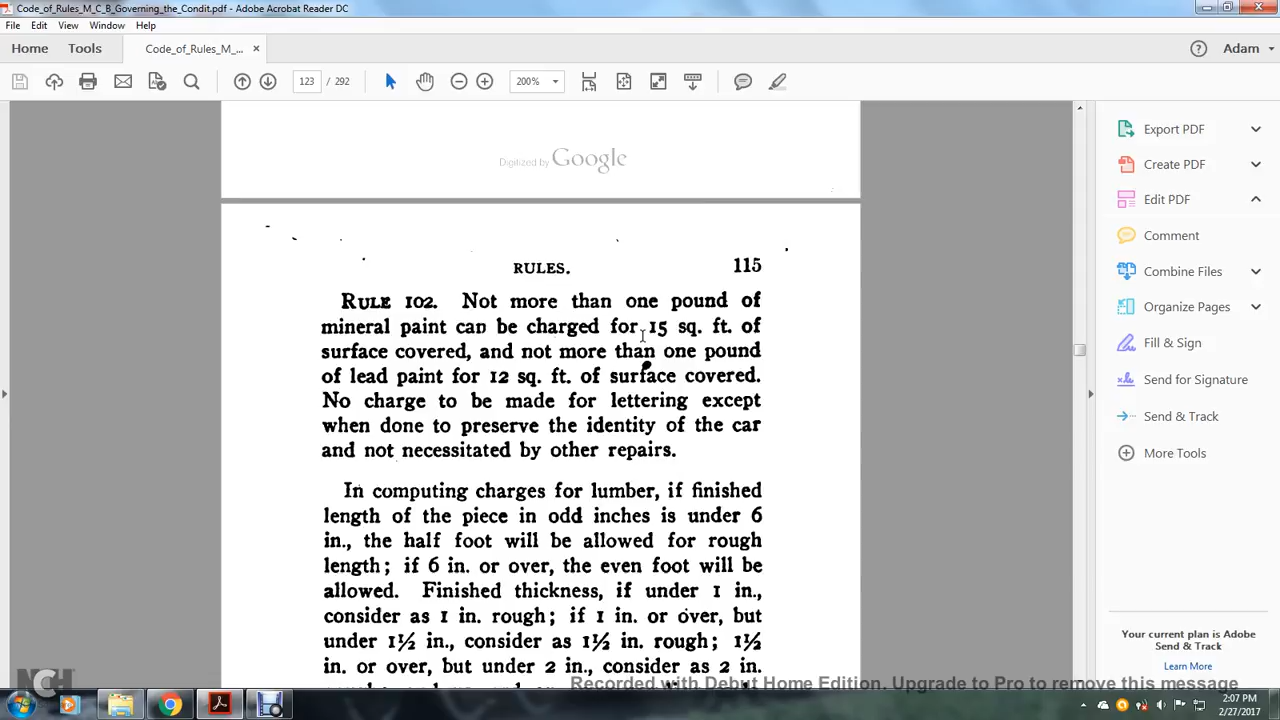 Code_of_Rules_M_C_B_Governing_the_Condit.pdf - Adobe Acrobat Reader DC
File Edit View Window Help
Home Tools Code_of_Rules_M_... × Adam
123 / 292 200%
Digitized by Google
RULES. 115
RULE 102. Not more than one pound of
mineral paint can be charged for 15 sq. ft. of
surface covered, and not more than one pound
of lead paint for 12 sq. ft. of surface covered.
No charge to be made for lettering except
when done to preserve the identity of the car
and not necessitated by other repairs.
In computing charges for lumber, if finished
length of the piece in odd inches is under 6
in., the half foot will be allowed for rough
length; if 6 in. or over, the even foot will be
allowed. Finished thickness, if under 1 in.,
consider as 1 in. rough; if 1 in. or over, but
under 1½ in., consider as 1½ in. rough; 1½
in. or over, but under 2 in., consider as 2 in.
Export PDF
Create PDF
Edit PDF
Comment
Combine Files
Organize Pages
Fill & Sign
Send for Signature
Send & Track
More Tools
Your current plan is Adobe
Send & Track
Learn More
NCH
Recorded with Debut Home Edition. Upgrade to Pro to remove this message
2:07 PM
2/27/2017